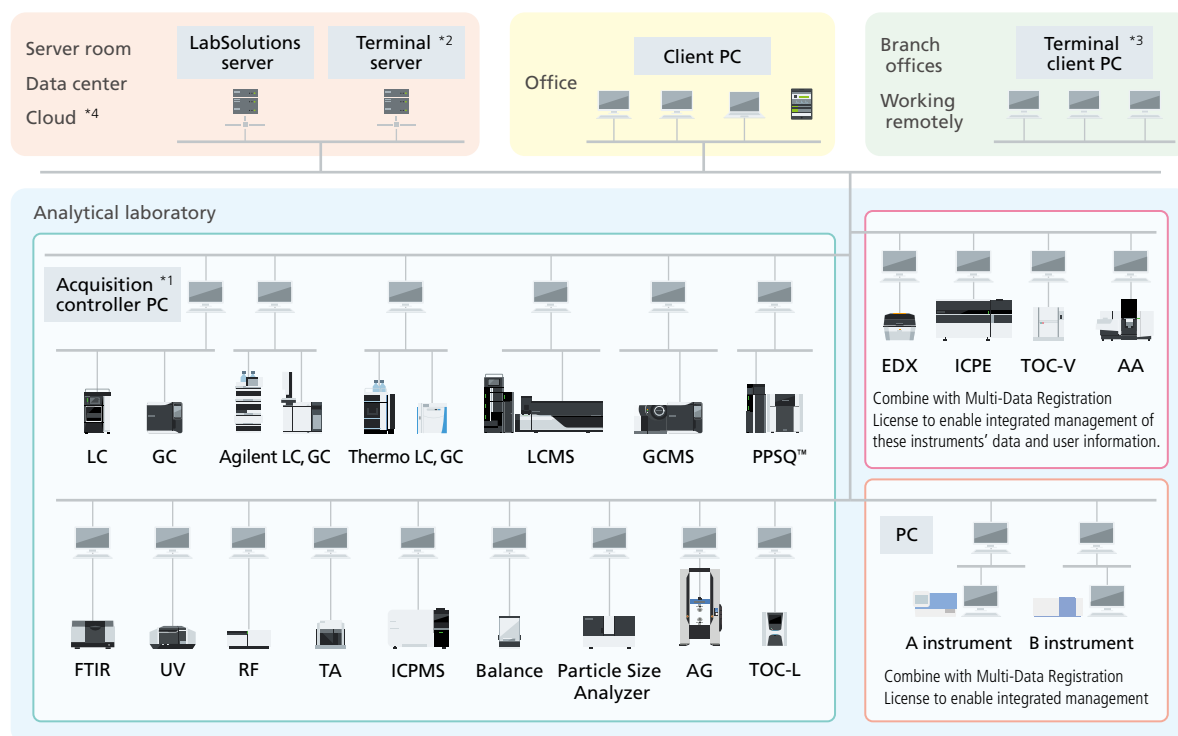 Server room
Data center
Cloud *4
LabSolutions
server
Terminal *2
server
Office
Client PC
Branch
offices
Working
remotely
Terminal *3
client PC
Analytical laboratory
Acquisition *1
controller PC
LC
GC
Agilent LC, GC
Thermo LC, GC
LCMS
GCMS
PPSQ™
EDX
ICPE
TOC-V
AA
Combine with Multi-Data Registration
License to enable integrated management of
these instruments’ data and user information.
FTIR
UV
RF
TA
ICPMS
Balance
Particle Size
Analyzer
AG
TOC-L
PC
A instrument
B instrument
Combine with Multi-Data Registration
License to enable integrated management